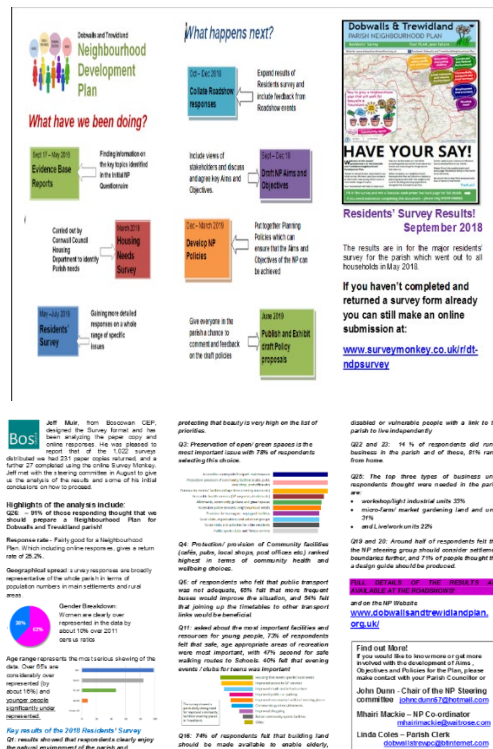 Dobwalls and Trewidland
Neighbourhood
Development
Plan
What have we been doing?
Sept 17 – May 2018
Evidence Base
Reports
Finding information on
the key topics identified
in the Initial NP
Questionnaire
Carried out by
Cornwall Council
Housing
Department to identify
Parish needs
March 2018
Housing
Needs
Survey
May -July 2018
Residents'
Survey
Gaining more detailed
responses on a whole
range of specific
issues
What happens next?
Oct – Dec 2018
Collate Roadshow
responses
Expand results of
Residents survey and
include feedback from
Roadshow events
Include views of
stakeholders and discuss
and agree key Aims and
Objectives.
Sept – Dec 18
Draft NP Aims and
Objectives
Dec – March 2019
Develop NP
Policies
Put together Planning
Policies which can
ensure that the Aims and
Objectives of the NP can
be achieved
Give everyone in the
parish a chance to
comment and feedback
on the draft policies
June 2019
Publish and Exhibit
draft Policy
proposals
Dobwalls & Trewidland
PARISH NEIGHBOURHOOD PLAN
HAVE YOUR SAY!
Residents' Survey Results!
September 2018
The results are in for the major residents'
survey for the parish which went out to all
households in May 2018.
If you haven't completed and
returned a survey form already
you can still make an online
submission at:
www.surveymonkey.co.uk/r/dt-
ndpsurvey
Bos
Jeff Muir, from Boscowan CEP,
designed the Survey format and has
been analyzing the paper copy and
online responses. He was pleased to
report that of the 1,022 surveys
distributed we had 231 paper copies returned, and a
further 27 completed using the online Survey Monkey.
Jeff met with the steering committee in August to give
us the analysis of the results and some of his initial
conclusions on how to proceed.
Highlights of the analysis include:
Q26 – 91% of those responding thought that we
should prepare a Neighbourhood Plan for
Dobwalls and Trewidland parish!
Response rate - Fairly good for a Neighbourhood
Plan. Which including online responses, gives a return
rate of 25.2%.
Geographical spread: survey responses are broadly
representative of the whole parish in terms of
population numbers in main settlements and rural
areas
Gender Breakdown:
Women are clearly over
represented in the data by
about 10% over 2011
census ratios
Age range represents the most serious skewing of the
data. Over 65s are
considerably over
represented (by
about 16%) and
younger people
significantly under
represented.
Key results of the 2018 Residents' Survey
Q1: results showed that respondents clearly enjoy
the natural environment of the parish and
protecting that beauty is very high on the list of
priorities.
Q3: Preservation of open/ green spaces is the
most important issue with 78% of respondents
selecting this choice.
Q4: Protection/ provision of Community facilities
(cafés, pubs, local shops, post offices etc) ranked
highest in terms of community health and
wellbeing.
Q6: of respondents who felt that public transport
was not adequate, 65% felt that more frequent
buses would improve the situation, and 54% felt
that joining up the timetables to other transport
links would be beneficial.
Q11: asked about the most important facilities and
resources for young people, 73% of respondents
felt that safe, age appropriate areas of recreation
were most important, with 47% second for safe
walking routes to Schools. 40% felt that evening
events / clubs for teens was important
Q16: 74% of respondents felt that building land
should be made available to enable elderly,
disabled or vulnerable people with a link to t
parish to live independently
Q22 and 23: 14 % of respondents did run
business in the parish and of those, 81% ran
from home.
Q25: The top three types of business uni
respondents thought were needed in the pari
are:
• workshop/light industrial units 33%
• micro-farm/ market gardening land and on
31%
• and Live/work units 22%
Q19 and 20: Around half of respondents felt th
the NP steering group should consider settleme
boundaries further, and 71% of people thought th
a design guide should be produced.
FULL DETAILS OF THE RESULTS A
AVAILABLE AT THE ROADSHOWS!
and on the NP Website
www.dobwallsandtrewidlandplan.
org.uk/
Find out More!
If you would like to know more or get more
involved with the development of Aims ,
Objectives and Policies for the Plan, please
make contact with your Parish Councillor or
John Dunn - Chair of the NP Steering
committee johncdunn67@hotmail.com
Mhairi Mackie – NP Co-ordinator
mhairimackie@waitrose.com
Linda Coles – Parish Clerk
dobwallstrewpc@btinternet.com